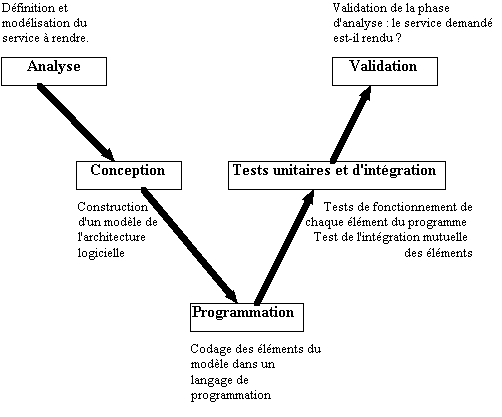 Définition et
modélisation du
service à rendre.
Analyse
Conception
Construction
d'un modèle de
l'architecture
logicielle
Programmation
Codage des éléments du
modèle dans un
langage de
programmation
Tests unitaires et d'intégration
Tests de fonctionnement de
chaque élément du programme
Test de l'intégration mutuelle
des éléments
Validation de la phase
d'analyse : le service demandé
est-il rendu ?
Validation